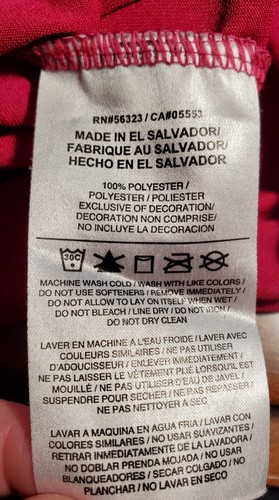 RN#56323 / CA#05553
MADE IN EL SALVADOR/
FABRIQUE AU SALVADOR/
HECHO EN EL SALVADOR
100% POLYESTER /
POLYESTER / POLIESTER
EXCLUSIVE OF DECORATION/
DECORATION NON COMPRISE/
NO INCLUYE LA DECORACION
30C
MACHINE WASH COLD / WASH WITH LIKE COLORS /
DO NOT USE SOFTENERS / REMOVE IMMEDIATELY /
DO NOT ALLOW TO LAY ON ITSELF WHEN WET /
DO NOT BLEACH / LINE DRY / DO NOT IRON /
DO NOT DRY CLEAN
LAVER EN MACHINE A L'EAU FROIDE / LAVER AVEC
COULEURS SIMILAIRES / NE PAS UTILISER
D'ADOUCISSEUR / ENLEVER IMMEDIATEMENT /
NE PAS LAISSER LE VÊTEMENT PLIÉ LORSQU'IL EST
MOUILLÉ / NE PAS UTILISER D'EAU DE JAVEL /
SUSPENDRE POUR SECHER / NE PAS REPASSER /
NE PAS NETTOYER A SEC
LAVAR A MAQUINA EN AGUA FRIA / LAVAR CON
COLORES SIMILARES / NO USAR SUAVIZANTES /
RETIRAR INMEDIATAMENTE DE LA LAVADORA /
NO DOBLAR PRENDA MOJADA / NO USAR
BLANQUEADORES / SECAR COLGADO / NO
PLANCHAR / NO LAVAR EN SECO